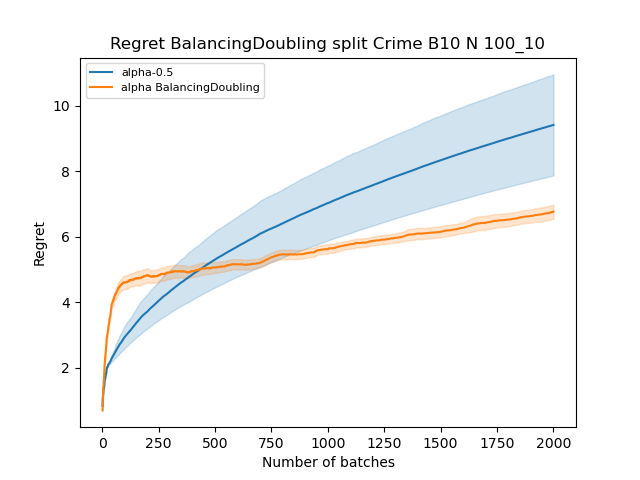 Regret BalancingDoubling split Crime B10 N 100_10
alpha-0.5
alpha BalancingDoubling
Regret
10
8
6
4
2
0 250 500 750 1000 1250 1500 1750 2000
Number of batches